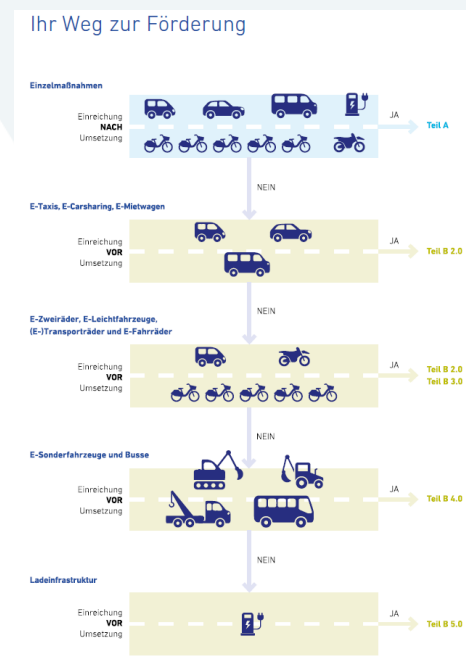 Ihr Weg zur Förderung
Einzelmaßnahmen
Einreichung
NACH
Umsetzung
JA
Teil A
NEIN
E-Taxis, E-Carsharing, E-Mietwagen
Einreichung
VOR
Umsetzung
JA
Teil B 2.0
NEIN
E-Zweiräder, E-Leichtfahrzeuge,
(E-)Transporträder und E-Fahrräder
Einreichung
VOR
Umsetzung
JA
Teil B 2.0
Teil B 3.0
NEIN
E-Sonderfahrzeuge und Busse
Einreichung
VOR
Umsetzung
JA
Teil B 4.0
NEIN
Ladeinfrastruktur
Einreichung
VOR
Umsetzung
JA
Teil B 5.0